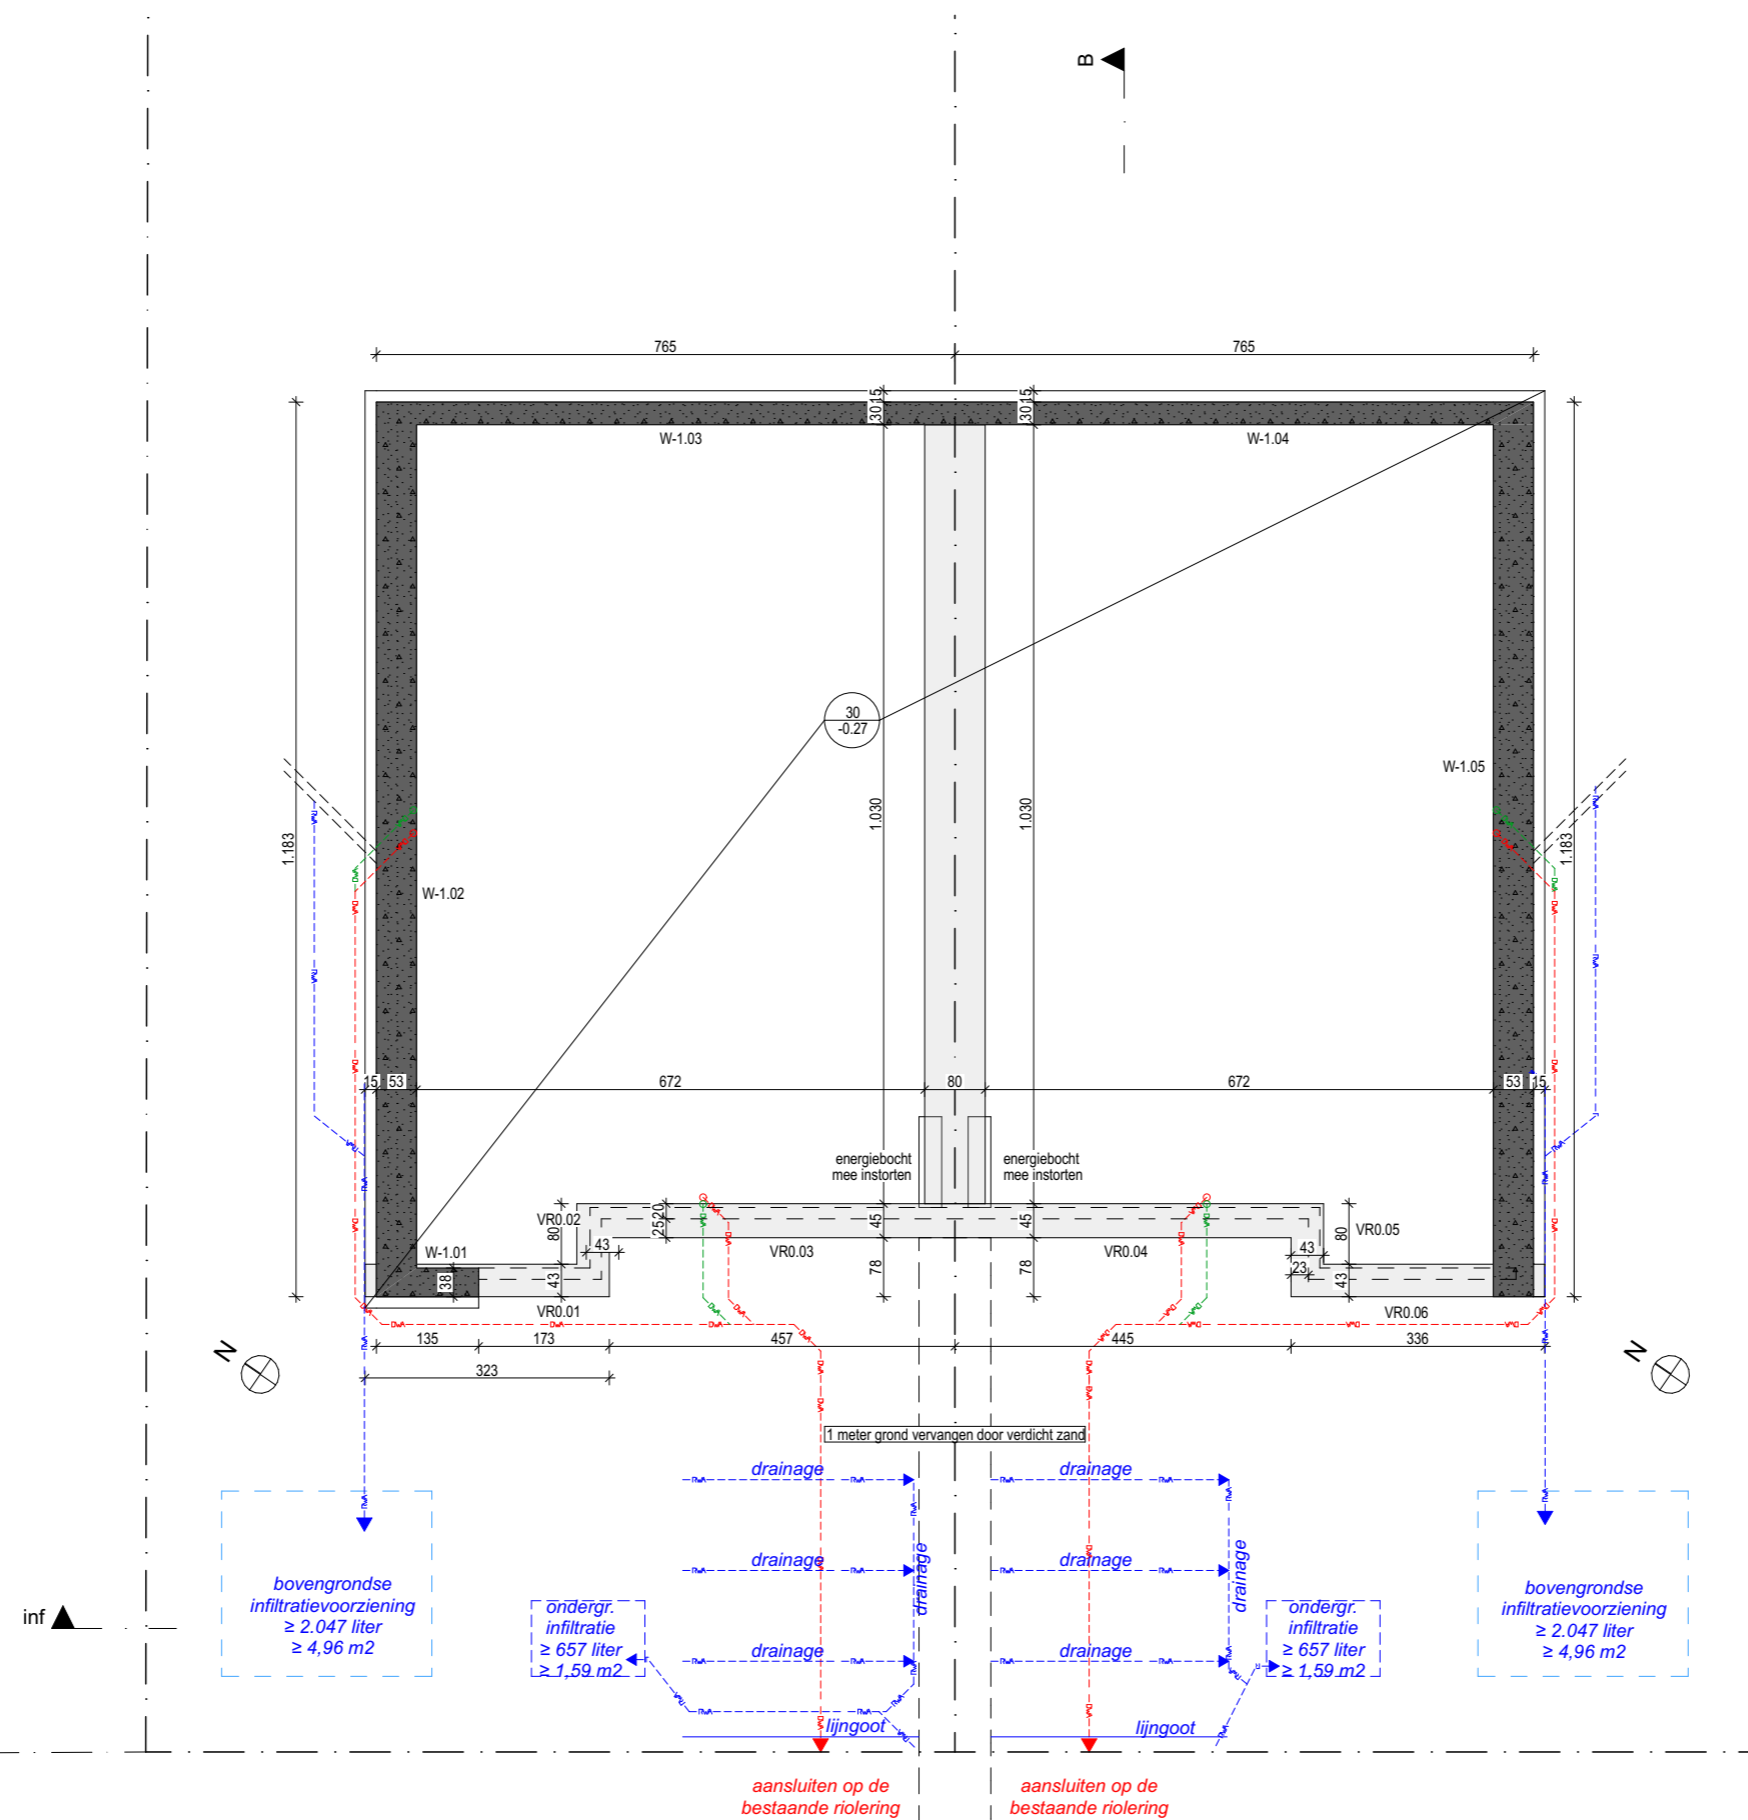 B
765
765
15
30
15
30
W-1.03
W-1.04
30
-0.27
W-1.05
1.183
1.030
1.030
1.183
W-1.02
15
53
672
80
672
53
15
energiebocht
mee instorten
energiebocht
mee instorten
VR0.02
80
20
25
45
45
80
VR0.05
43
43
W-1.01
VR0.03
VR0.04
38
43
78
78
23
43
VR0.01
VR0.06
135
173
457
445
336
323
N
N
1 meter grond vervangen door verdicht zand
drainage
drainage
drainage
drainage
drainage
drainage
drainage
drainage
bovengrondse
infiltratievoorziening
≥ 2.047 liter
≥ 4,96 m2
ondergr.
infiltratie
≥ 657 liter
≥ 1,59 m2
ondergr.
infiltratie
≥ 657 liter
≥ 1,59 m2
bovengrondse
infiltratievoorziening
≥ 2.047 liter
≥ 4,96 m2
inf
lijngoot
lijngoot
aansluiten op de
bestaande riolering
aansluiten op de
bestaande riolering